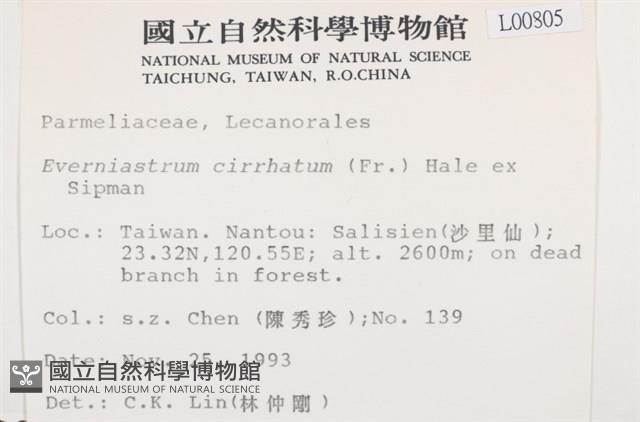 國立自然科學博物館
L00805
NATIONAL MUSEUM OF NATURAL SCIENCE
TAICHUNG, TAIWAN, R.O.CHINA
Parmeliaceae, Lecanorales
Everniastrum cirrhatum (Fr.) Hale ex
Sipman
Loc.: Taiwan. Nantou: Salisien(沙里仙);
23.32N,120.55E; alt. 2600m; on dead
branch in forest.
Col.: s.z. Chen (陳秀珍);No. 139
Date: Nov. 25, 1993
國立自然科學博物館
NATIONAL MUSEUM OF NATURAL SCIENCE
Det.: C.K. Lin(林仲剛)